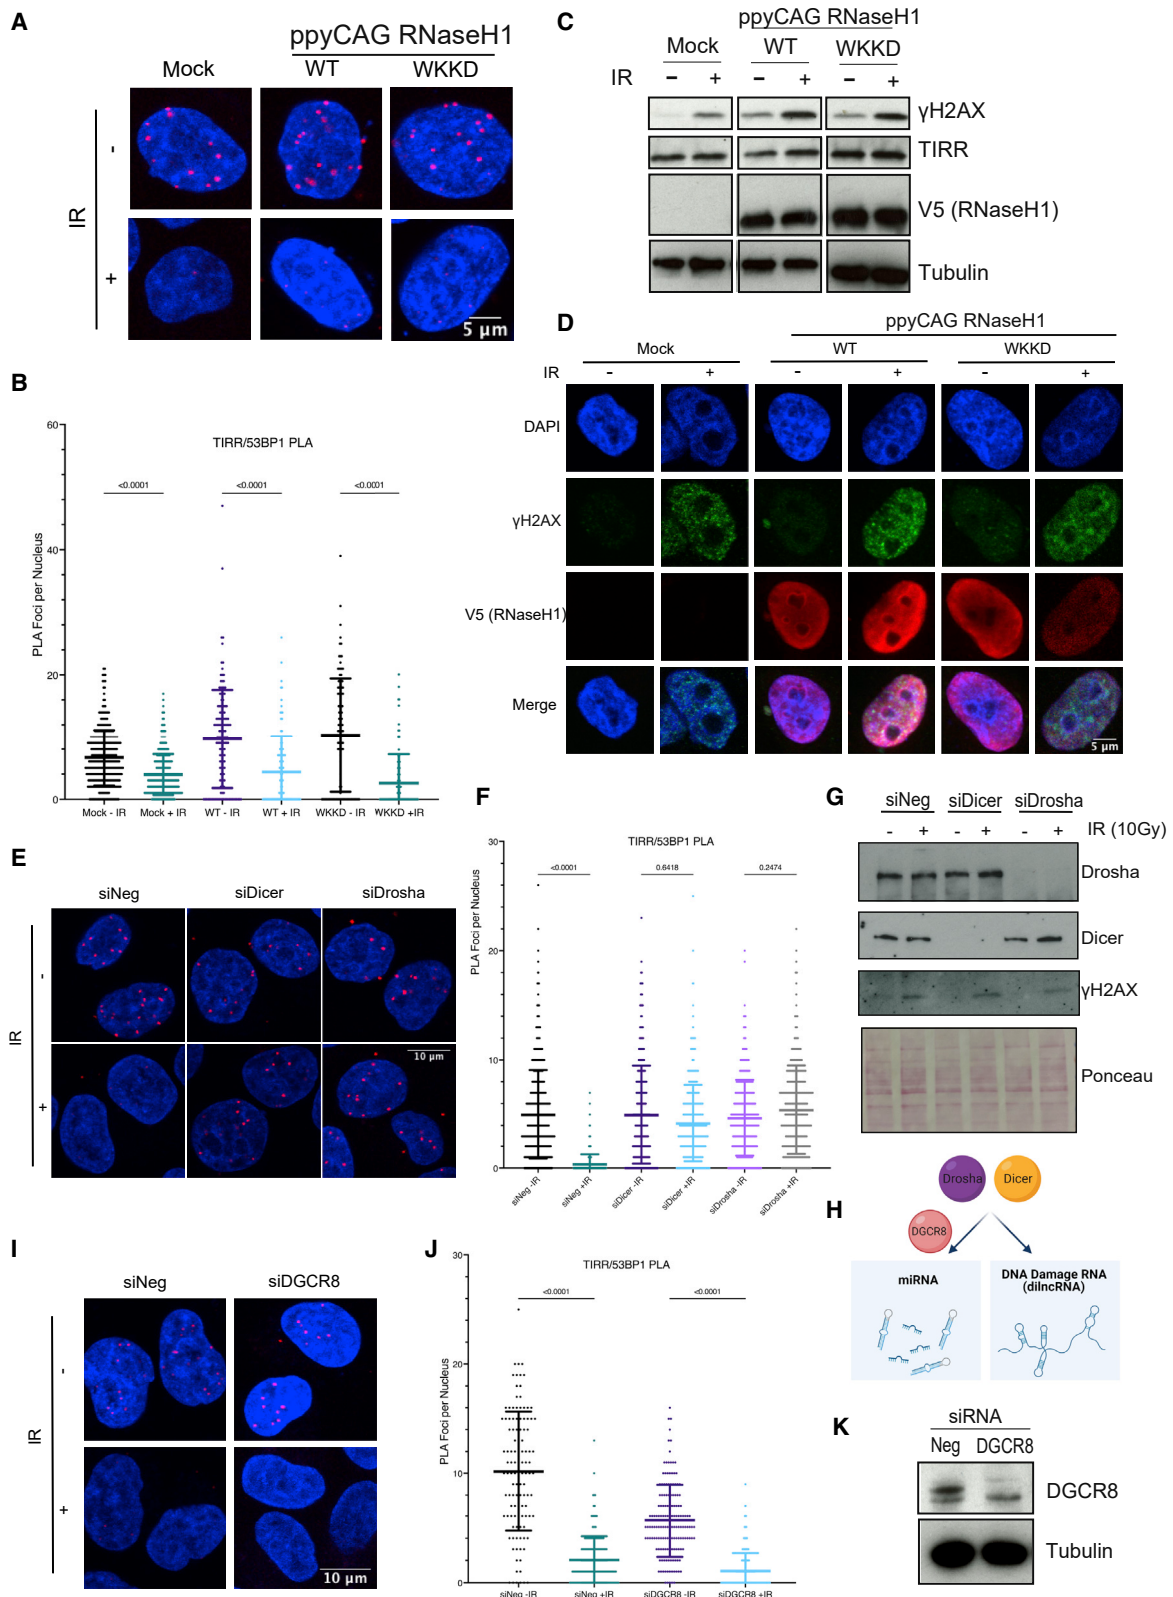 A
ppyCAG RNaseH1
Mock WT WKKD
IR
-
+
5 μm
B
TIRR/53BP1 PLA
<0.0001 <0.0001 <0.0001
PLA Foci per Nucleus
60
40
20
0
Mock - IR Mock + IR WT - IR WT + IR WKKD - IR WKKD +IR
C
ppyCAG RNaseH1
Mock WT WKKD
IR - + - + - +
γH2AX
TIRR
V5 (RNaseH1)
Tubulin
D
ppyCAG RNaseH1
Mock WT WKKD
IR - + - + - +
DAPI
γH2AX
V5 (RNaseH1)
Merge
5 μm
E
siNeg siDicer siDrosha
IR
-
+
10 μm
F
TIRR/53BP1 PLA
<0.0001 0.6418 0.2474
PLA Foci per Nucleus
30
20
10
0
siNeg -IR siNeg +IR siDicer -IR siDicer +IR siDrosha -IR siDrosha +IR
G
siNeg siDicer siDrosha
- + - + - + IR (10Gy)
Drosha
Dicer
γH2AX
Ponceau
H
Drosha Dicer
DGCR8
miRNA
DNA Damage RNA
(dilncRNA)
I
siNeg siDGCR8
IR
-
+
10 μm
J
TIRR/53BP1 PLA
<0.0001 <0.0001
PLA Foci per Nucleus
30
20
10
0
siNeg -IR siNeg +IR siDGCR8 -IR siDGCR8 +IR
K
siRNA
Neg DGCR8
DGCR8
Tubulin